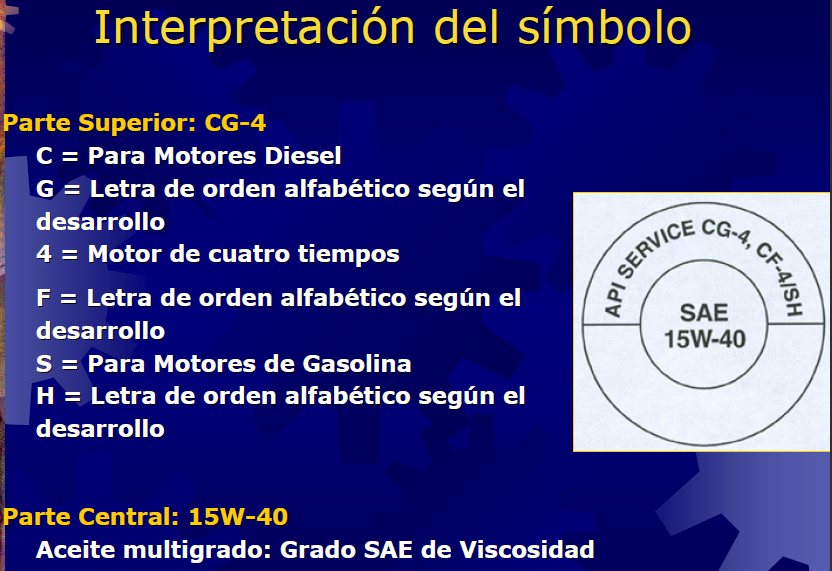 Interpretación del símbolo
Parte Superior: CG-4
C = Para Motores Diesel
G = Letra de orden alfabético según el
desarrollo
4 = Motor de cuatro tiempos
F = Letra de orden alfabético según el
desarrollo
S = Para Motores de Gasolina
H = Letra de orden alfabético según el
desarrollo
API SERVICE CG-4, CF-4/SH
SAE
15W-40
Parte Central: 15W-40
Aceite multigrado: Grado SAE de Viscosidad